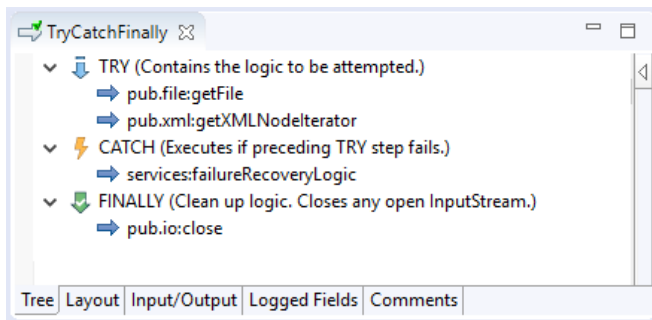 TryCatchFinally
TRY (Contains the logic to be attempted.)
pub.file:getFile
pub.xml:getXMLNodeIterator
CATCH (Executes if preceding TRY step fails.)
services:failureRecoveryLogic
FINALLY (Clean up logic. Closes any open InputStream.)
pub.io:close
Tree Layout Input/Output Logged Fields Comments